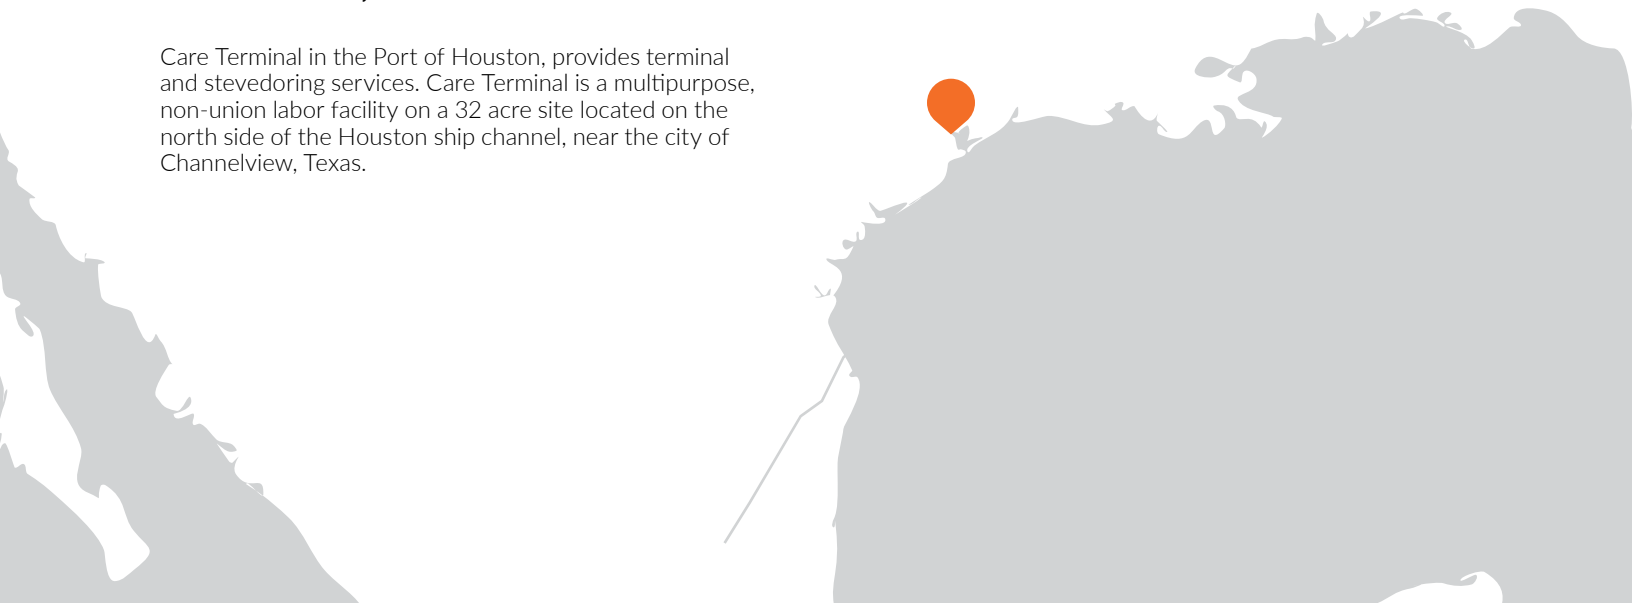 Care Terminal in the Port of Houston, provides terminal
and stevedoring services. Care Terminal is a multipurpose,
non-union labor facility on a 32 acre site located on the
north side of the Houston ship channel, near the city of
Channelview, Texas.